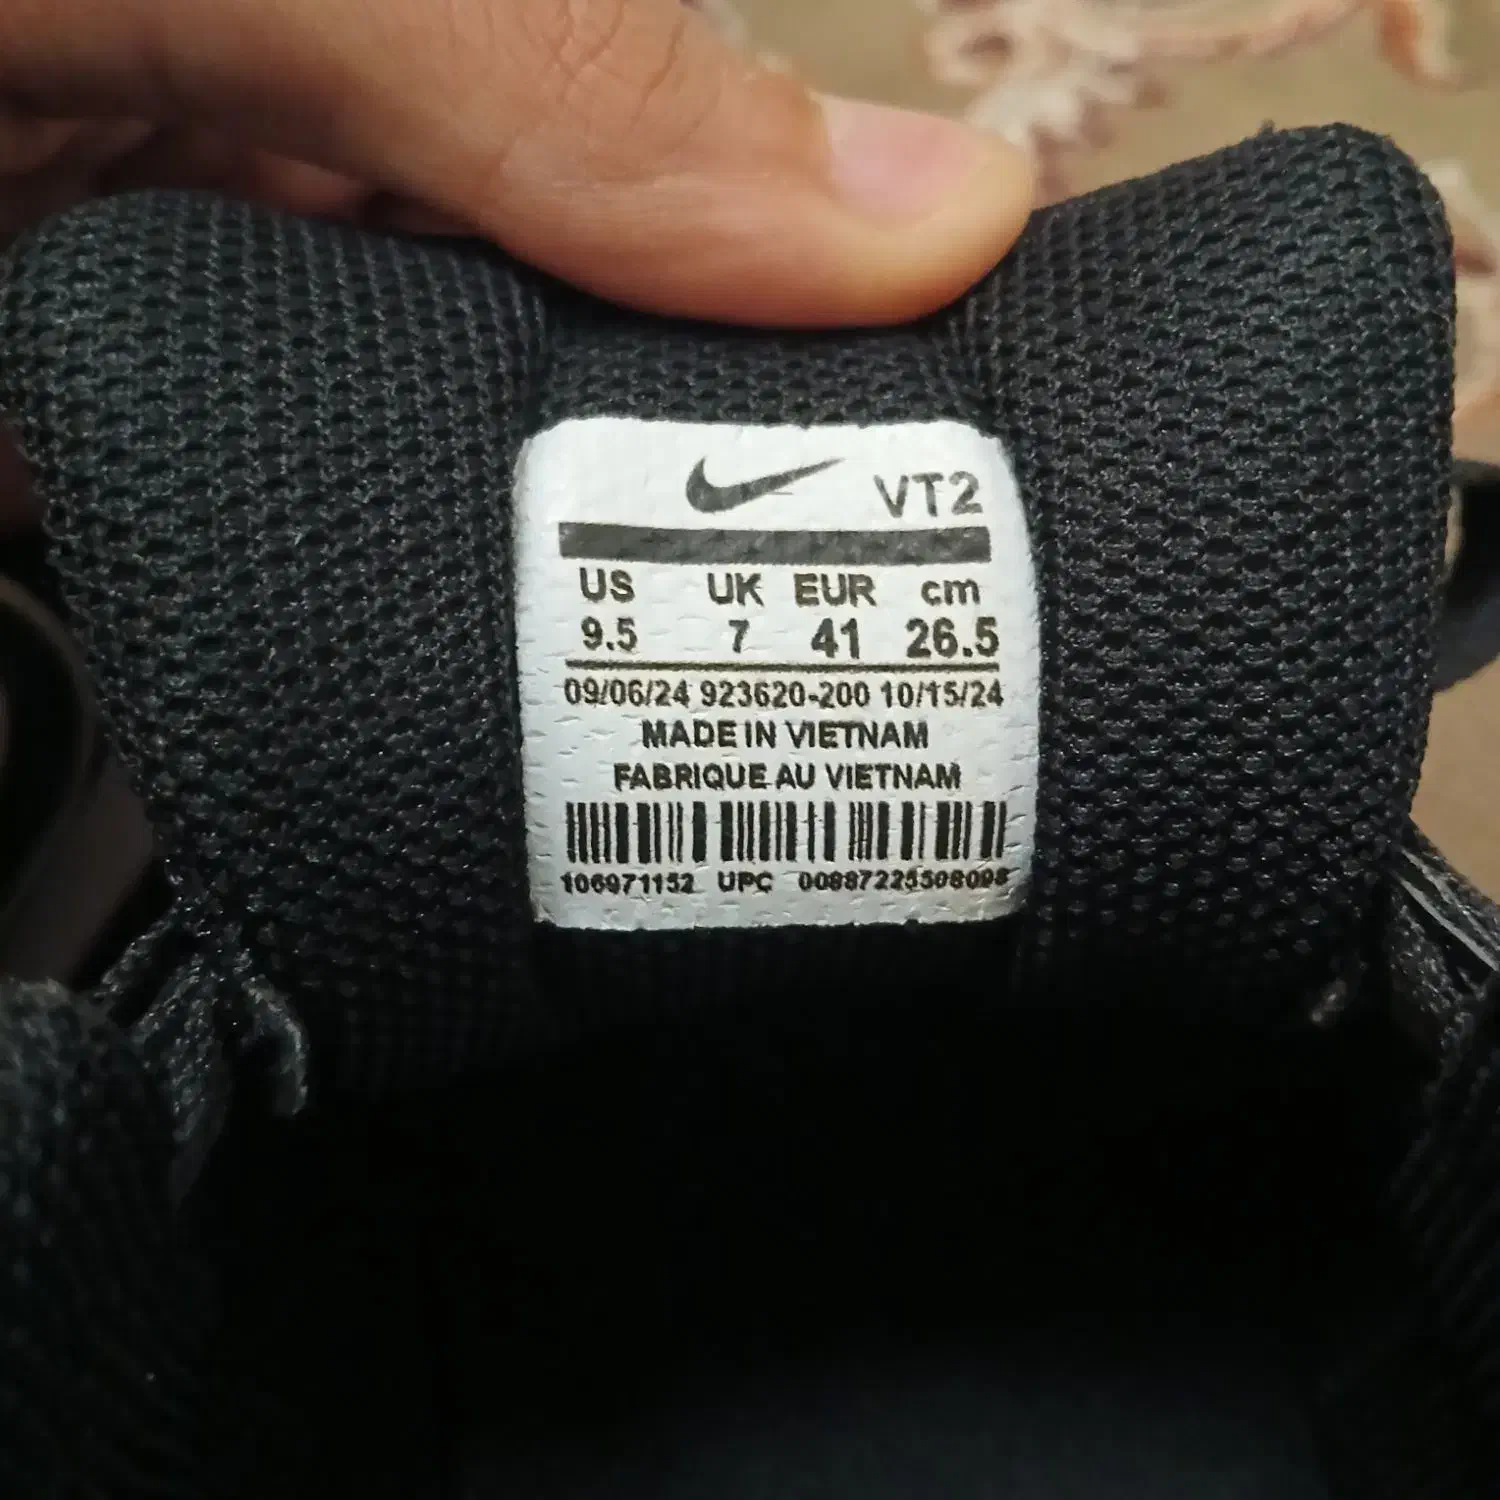 VT2
US UK EUR cm
9.5 7 41 26.5
09/06/24 923620-200 10/15/24
MADE IN VIETNAM
FABRIQUE AU VIETNAM
106971152 UPC 00887225508098